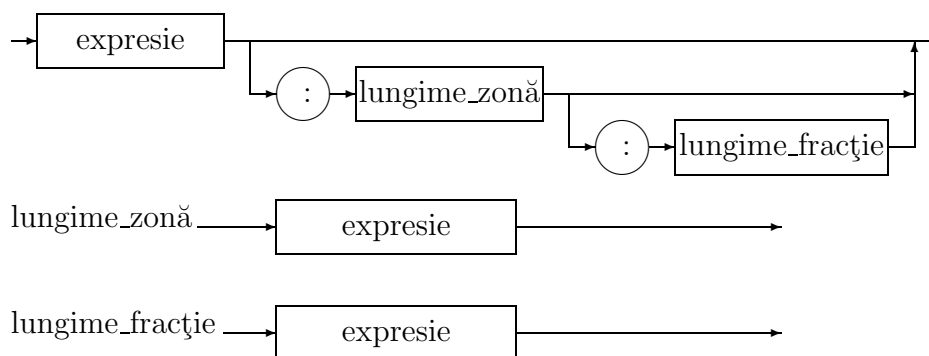 expresie
: lungime_zonă
: lungime_fracţie
lungime_zonă expresie
lungime_fracţie expresie